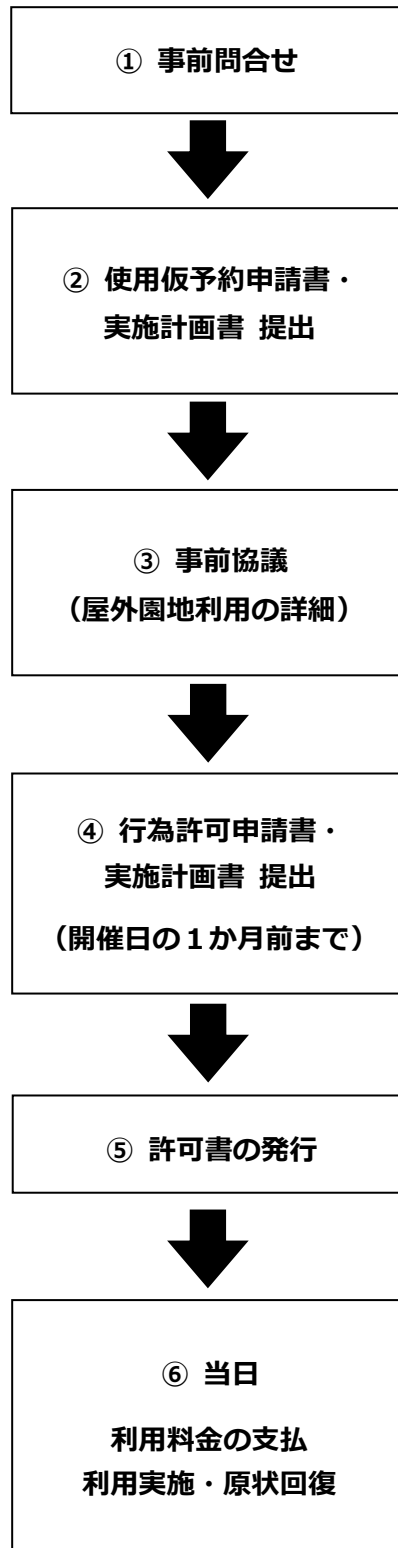 ① 事前問合せ
② 使用仮予約申請書・
実施計画書 提出
③ 事前協議
（屋外園地利用の詳細）
④ 行為許可申請書・
実施計画書 提出
（開催日の１か月前まで）
⑤ 許可書の発行
⑥ 当日
利用料金の支払
利用実施・原状回復